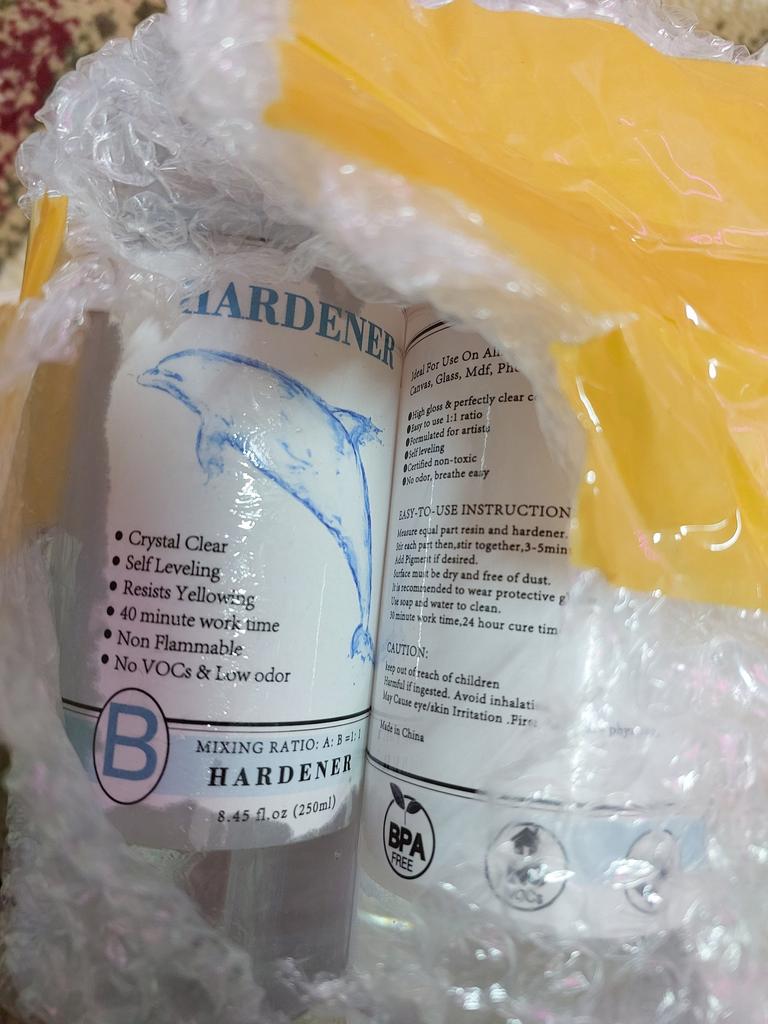 HARDENER
• Crystal Clear
• Self Leveling
• Resists Yellowing
• 40 minute work time
• Non Flammable
• No VOCs & Low odor
B
MIXING RATIO: A: B =1: 1
HARDENER
8.45 fl.oz (250ml)
Ideal For Use On
Canvas, Glass, Mdf,
●High gloss & perfectly clear
●Easy to use 1:1 ratio
●Formulated for artists
●Self leveling
●Certified non-toxic
●No odor, breathe easy
EASY-TO-USE INSTRUCTION
Measure equal part resin and hardener.
Stir each part then,stir together,3-5min
Add Pigment if desired.
Surface must be dry and free of dust.
It is recommended to wear protective
Use soap and water to clean.
30 minute work time,24 hour cure tim
CAUTION:
keep out of reach of children
Harmful if ingested. Avoid
May Cause eye/skin Irritation
Made in China
BPA
FREE
VOCs